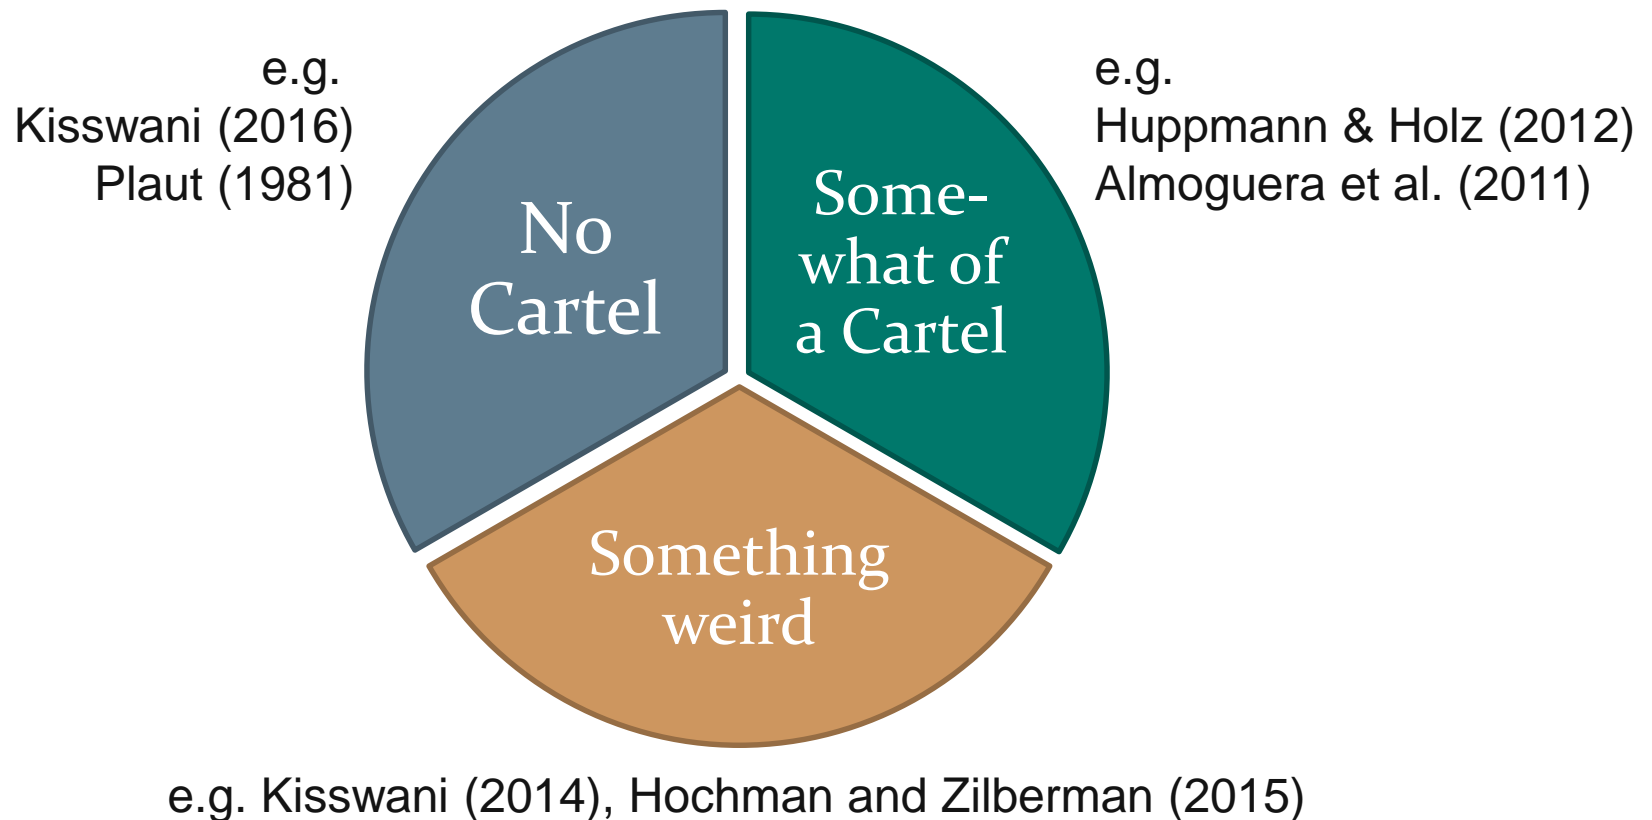 e.g.
Kisswani (2016)
Plaut (1981)
No
Cartel
e.g.
Huppmann & Holz (2012)
Almoguera et al. (2011)
Some-
what of
a Cartel
Something
weird
e.g. Kisswani (2014), Hochman and Zilberman (2015)